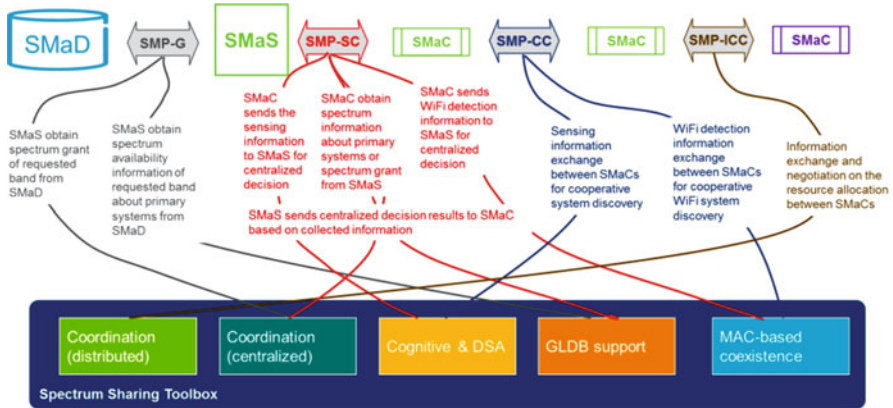 SMaD
SMP-G
SMaS
SMP-SC
SMaC
SMP-CC
SMaC
SMP-ICC
SMaC
SMaS obtain
spectrum grant
of requested
band from
SMaD
SMaS obtain
spectrum
availability
information of
requested band
about primary
systems from
SMaD
SMaC
sends the
sensing
information
to SMaS for
centralized
decision
SMaC obtain
spectrum
information
about primary
systems or
spectrum grant
from SMaS
SMaC sends
WiFi detection
information to
SMaS for
centralized
decision
SMaS sends centralized decision results to SMaC
based on collected information
Sensing
information
exchange
between SMaCs
for cooperative
system discovery
WiFi detection
information
exchange
between SMaCs
for cooperative
WiFi system
discovery
Information
exchange and
negotiation on the
resource allocation
between SMaCs
Coordination
(distributed)
Coordination
(centralized)
Cognitive & DSA
GLDB support
MAC-based
coexistence
Spectrum Sharing Toolbox